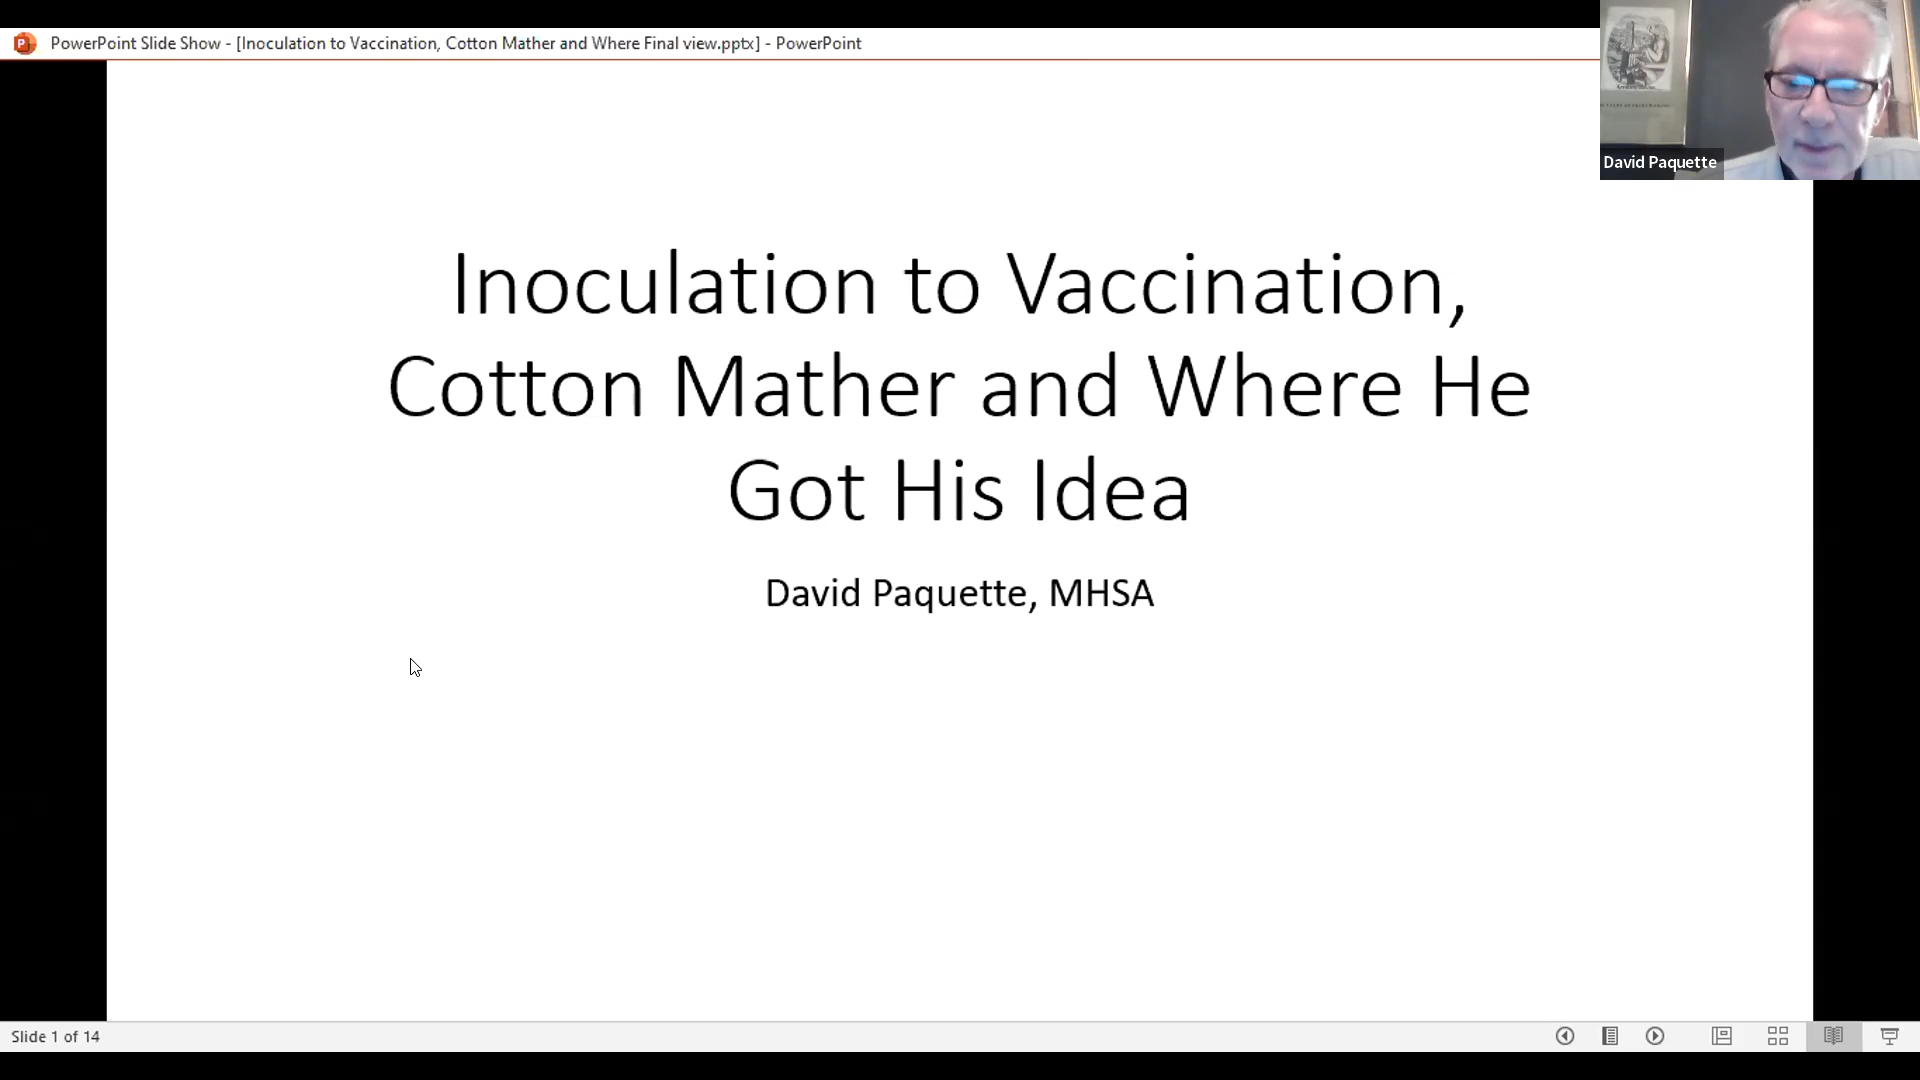 PowerPoint Slide Show - [Inoculation to Vaccination, Cotton Mather and Where Final view.pptx] - PowerPoint
David Paquette
Inoculation to Vaccination,
Cotton Mather and Where He
Got His Idea
David Paquette, MHSA
Slide 1 of 14